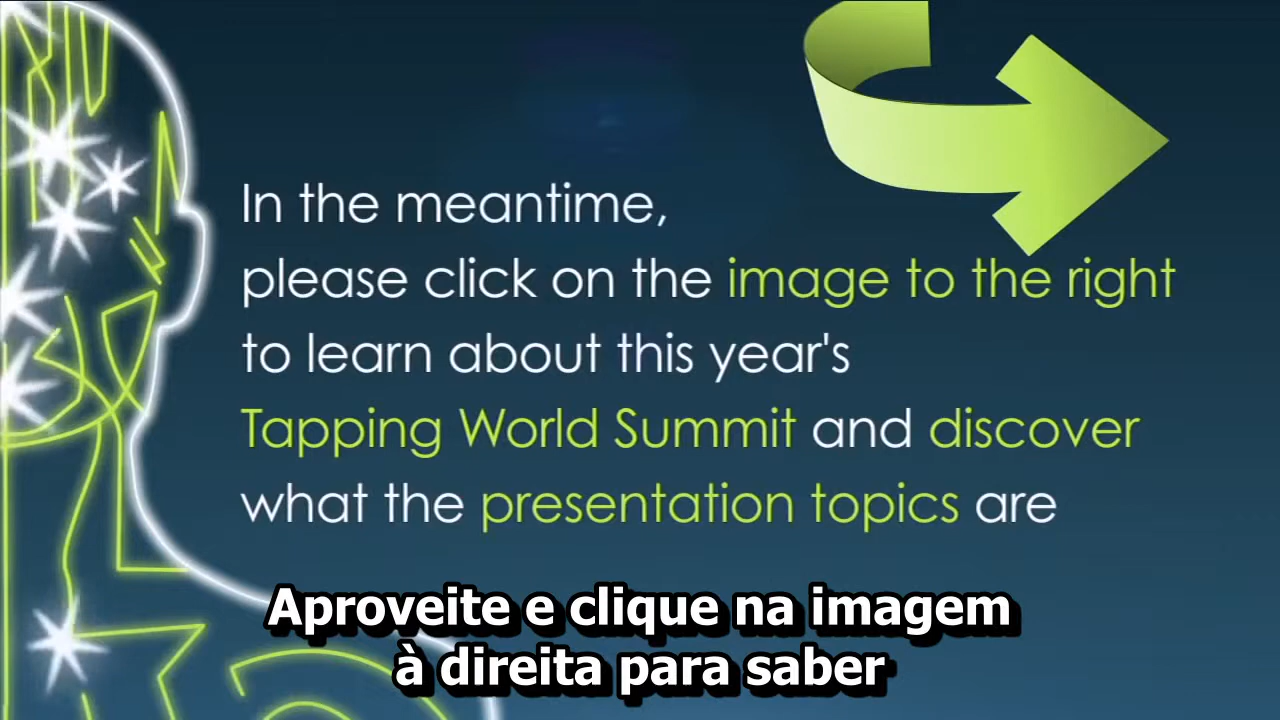 In the meantime,
please click on the image to the right
to learn about this year's
Tapping World Summit and discover
what the presentation topics are
Aproveite e clique na imagem
à direita para saber